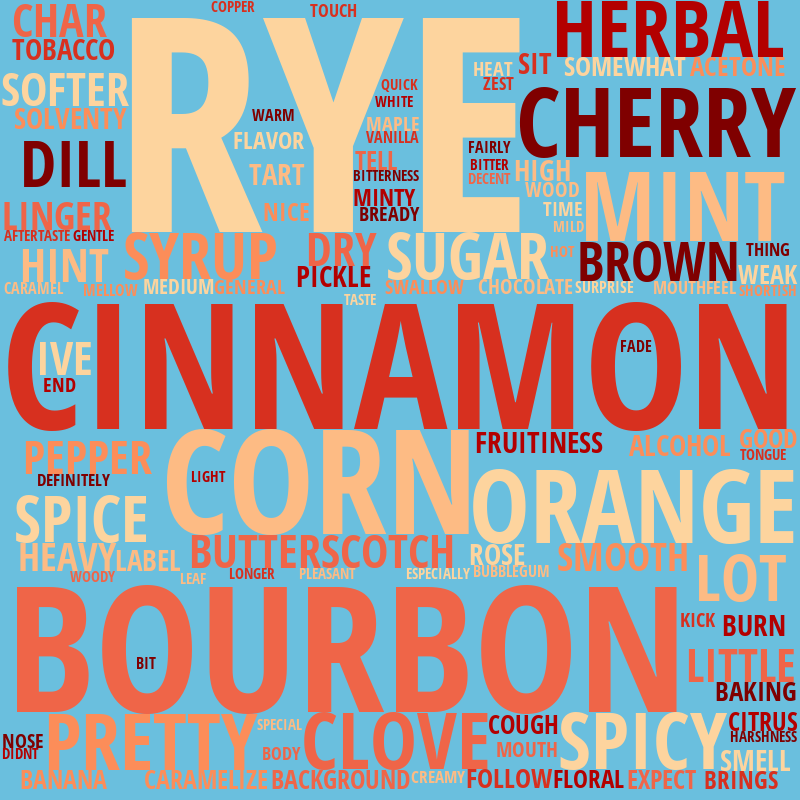 COPPER
TOUCH
CHAR
TOBACCO
RYE
HERBAL
SIT
SOMEWHAT
ACETONE
HEAT
ZEST
SOFTER
SOLVENTY
QUICK
WHITE
WARM
FLAVOR
MAPLE
VANILLA
CHERRY
DILL
TART
TELL
BITTERNESS
FAIRLY
BITTER
DECENT
HIGH
WOOD
MINT
NICE
MINTY
BREADY
TIME
MILD
LINGER
AFTERTASTE
GENTLE
HINT
SYRUP
DRY
PICKLE
SUGAR
HOT
BROWN
THING
WEAK
CARAMEL
MELLOW
MEDIUM
GENERAL
SWALLOW
CHOCOLATE
SURPRISE
MOUTHFEEL
SHORTISH
TASTE
CINNAMON
IVE
END
FADE
PEPPER
DEFINITELY
CORN
LIGHT
FRUITINESS
ALCOHOL
GOOD
TONGUE
SPICE
ORANGE
HEAVY
LABEL
BUTTERSCOTCH
ROSE
SMOOTH
WOODY
LEAF
LONGER
PLEASANT
ESPECIALLY
BUBBLEGUM
LOT
BOURBON
BIT
KICK
BURN
LITTLE
BAKING
NOSE
DIDNT
PRETTY
SPECIAL
BODY
CLOVE
COUGH
MOUTH
SPICY
CITRUS
HARSHNESS
SMELL
BANANA
CARAMELIZE
BACKGROUND
CREAMY
FOLLOW
FLORAL
EXPECT
BRINGS